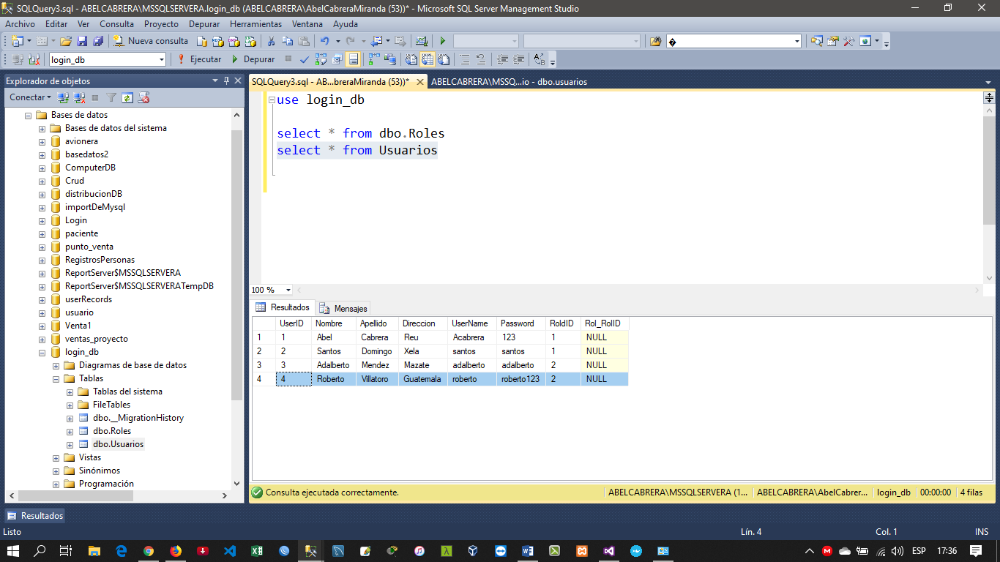 SQLQuery3.sql - ABELCABRERA\MSSQLSERVERA.login_db (ABELCABRERA\AbelCabreraMiranda (53))* - Microsoft SQL Server Management Studio
Archivo Editar Ver Consulta Proyecto Depurar Herramientas Ventana Ayuda
Nueva consulta
login_db Ejecutar Depurar
Explorador de objetos
Conectar
Bases de datos
Bases de datos del sistema
avionera
basedatos2
ComputerDB
Crud
distribucionDB
importDeMysql
Login
paciente
punto_venta
RegistrosPersonas
ReportServer$MSSQLSERVERA
ReportServer$MSSQLSERVERATempDB
userRecords
usuario
Venta1
ventas_proyecto
login_db
Diagramas de base de datos
Tablas
Tablas del sistema
FileTables
dbo.__MigrationHistory
dbo.Roles
dbo.Usuarios
Vistas
Sinónimos
Programación
SQLQuery3.sql - AB...breraMiranda (53))* ABELCABRERA\MSSQ...io - dbo.usuarios
use login_db
select * from dbo.Roles
select * from Usuarios
100 %
Resultados Mensajes
UserID Nombre Apellido Direccion UserName Password RoldID Rol_RolID
1 1 Abel Cabrera Reu Acabrera 123 1 NULL
2 2 Santos Domingo Xela santos santos 1 NULL
3 3 Adalberto Mendez Mazate adalberto adalberto 2 NULL
4 4 Roberto Villatoro Guatemala roberto roberto123 2 NULL
Consulta ejecutada correctamente. ABELCABRERA\MSSQLSERVERA (1... ABELCABRERA\AbelCabrer... login_db 00:00:00 4 filas
Resultados
Listo Lín. 4 Col. 1 INS
ESP 17:36